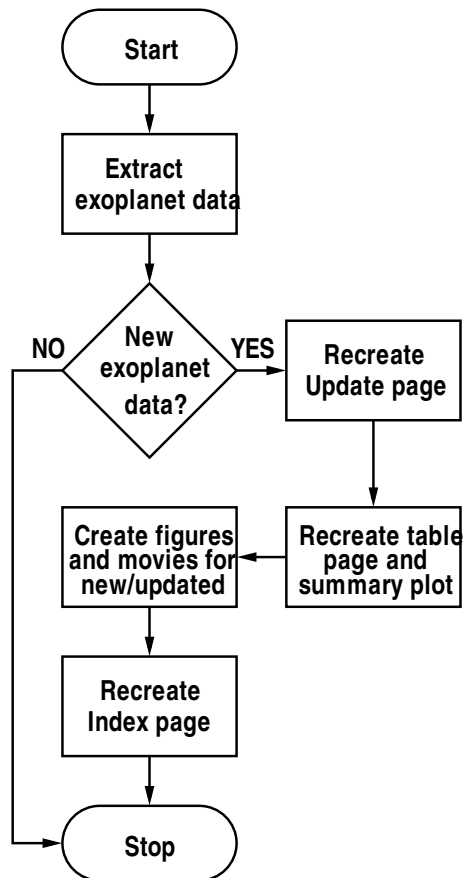 Start
Extract
exoplanet data
New
exoplanet
data?
NO
YES
Recreate
Update page
Recreate table
page and
summary plot
Create figures
and movies for
new/updated
Recreate
Index page
Stop